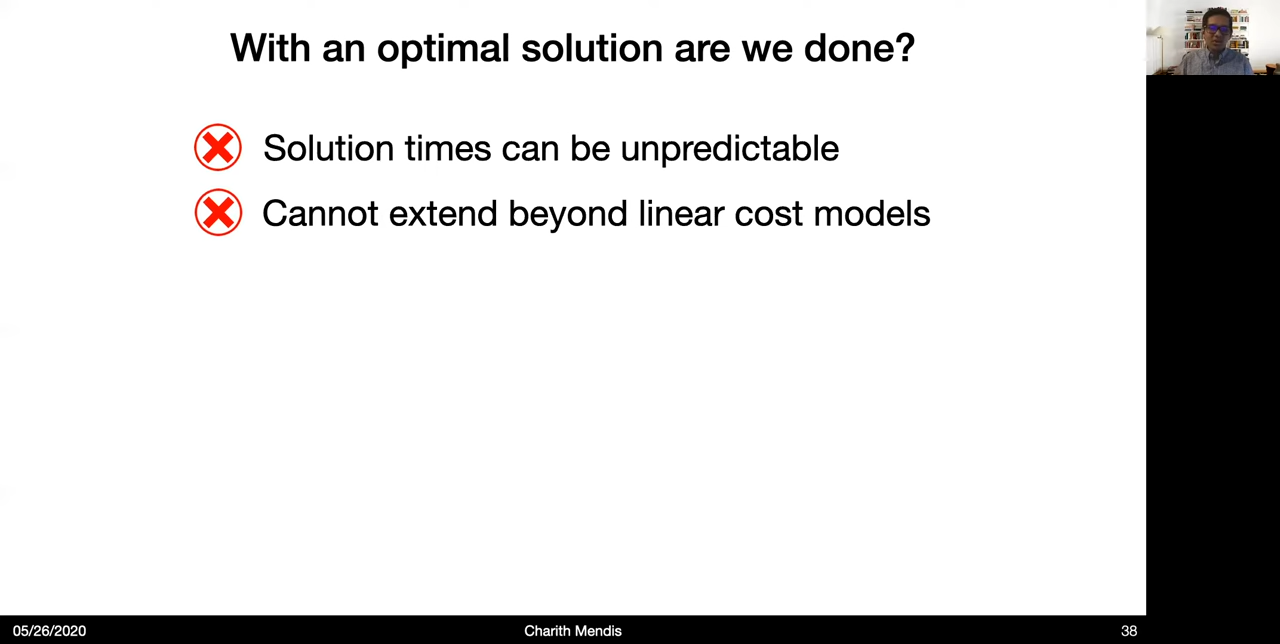 With an optimal solution are we done?
Solution times can be unpredictable
Cannot extend beyond linear cost models
05/26/2020
Charith Mendis
38